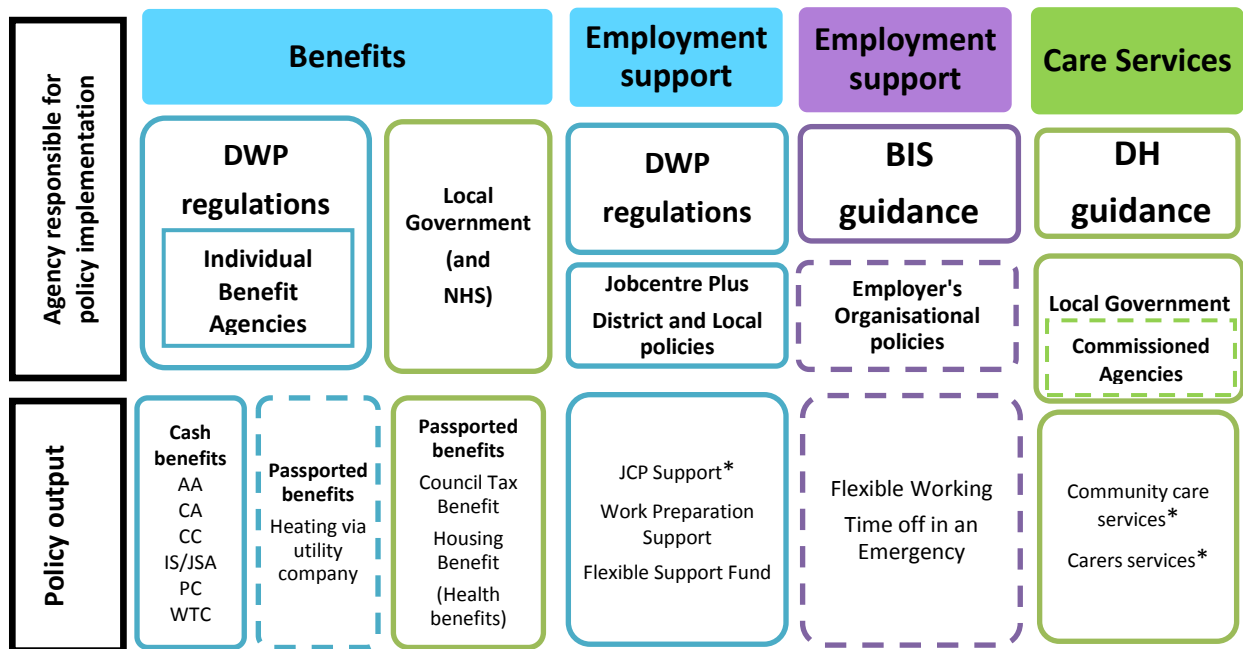 Benefits
Employment
support
Employment
support
Care Services
Agency responsible for
policy implementation
DWP
regulations
Individual
Benefit
Agencies
Local
Government
(and
NHS)
DWP
regulations
Jobcentre Plus
District and Local
policies
BIS
guidance
Employer's
Organisational
policies
DH
guidance
Local Government
Commissioned
Agencies
Policy output
Cash
benefits
AA
CA
CC
IS/JSA
PC
WTC
Passported
benefits
Heating via
utility
company
Passported
benefits
Council Tax
Benefit
Housing
Benefit
(Health
benefits)
JCP Support*
Work Preparation
Support
Flexible Support Fund
Flexible Working
Time off in an
Emergency
Community care
services*
Carers services*